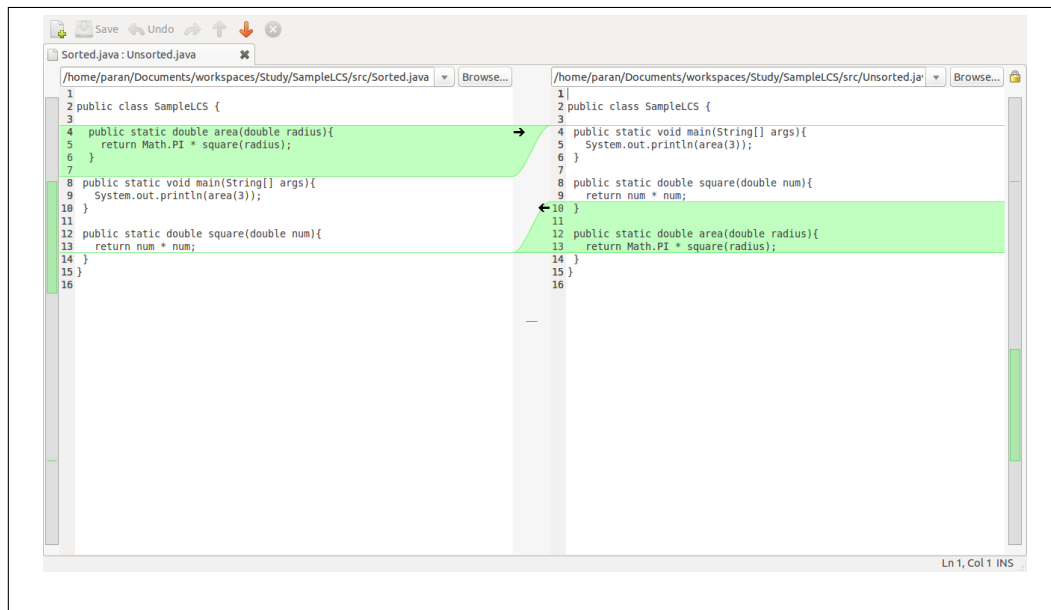 Save Undo
Sorted.java : Unsorted.java
/home/paran/Documents/workspaces/Study/SampleLCS/src/Sorted.java Browse...
1
2 public class SampleLCS {
3
4 public static double area(double radius){
5 return Math.PI * square(radius);
6 }
7
8 public static void main(String[] args){
9 System.out.println(area(3));
10 }
11
12 public static double square(double num){
13 return num * num;
14 }
15 }
16
/home/paran/Documents/workspaces/Study/SampleLCS/src/Unsorted.ja Browse...
1
2 public class SampleLCS {
3
4 public static void main(String[] args){
5 System.out.println(area(3));
6 }
7
8 public static double square(double num){
9 return num * num;
10 }
11
12 public static double area(double radius){
13 return Math.PI * square(radius);
14 }
15 }
16
Ln 1, Col 1 INS